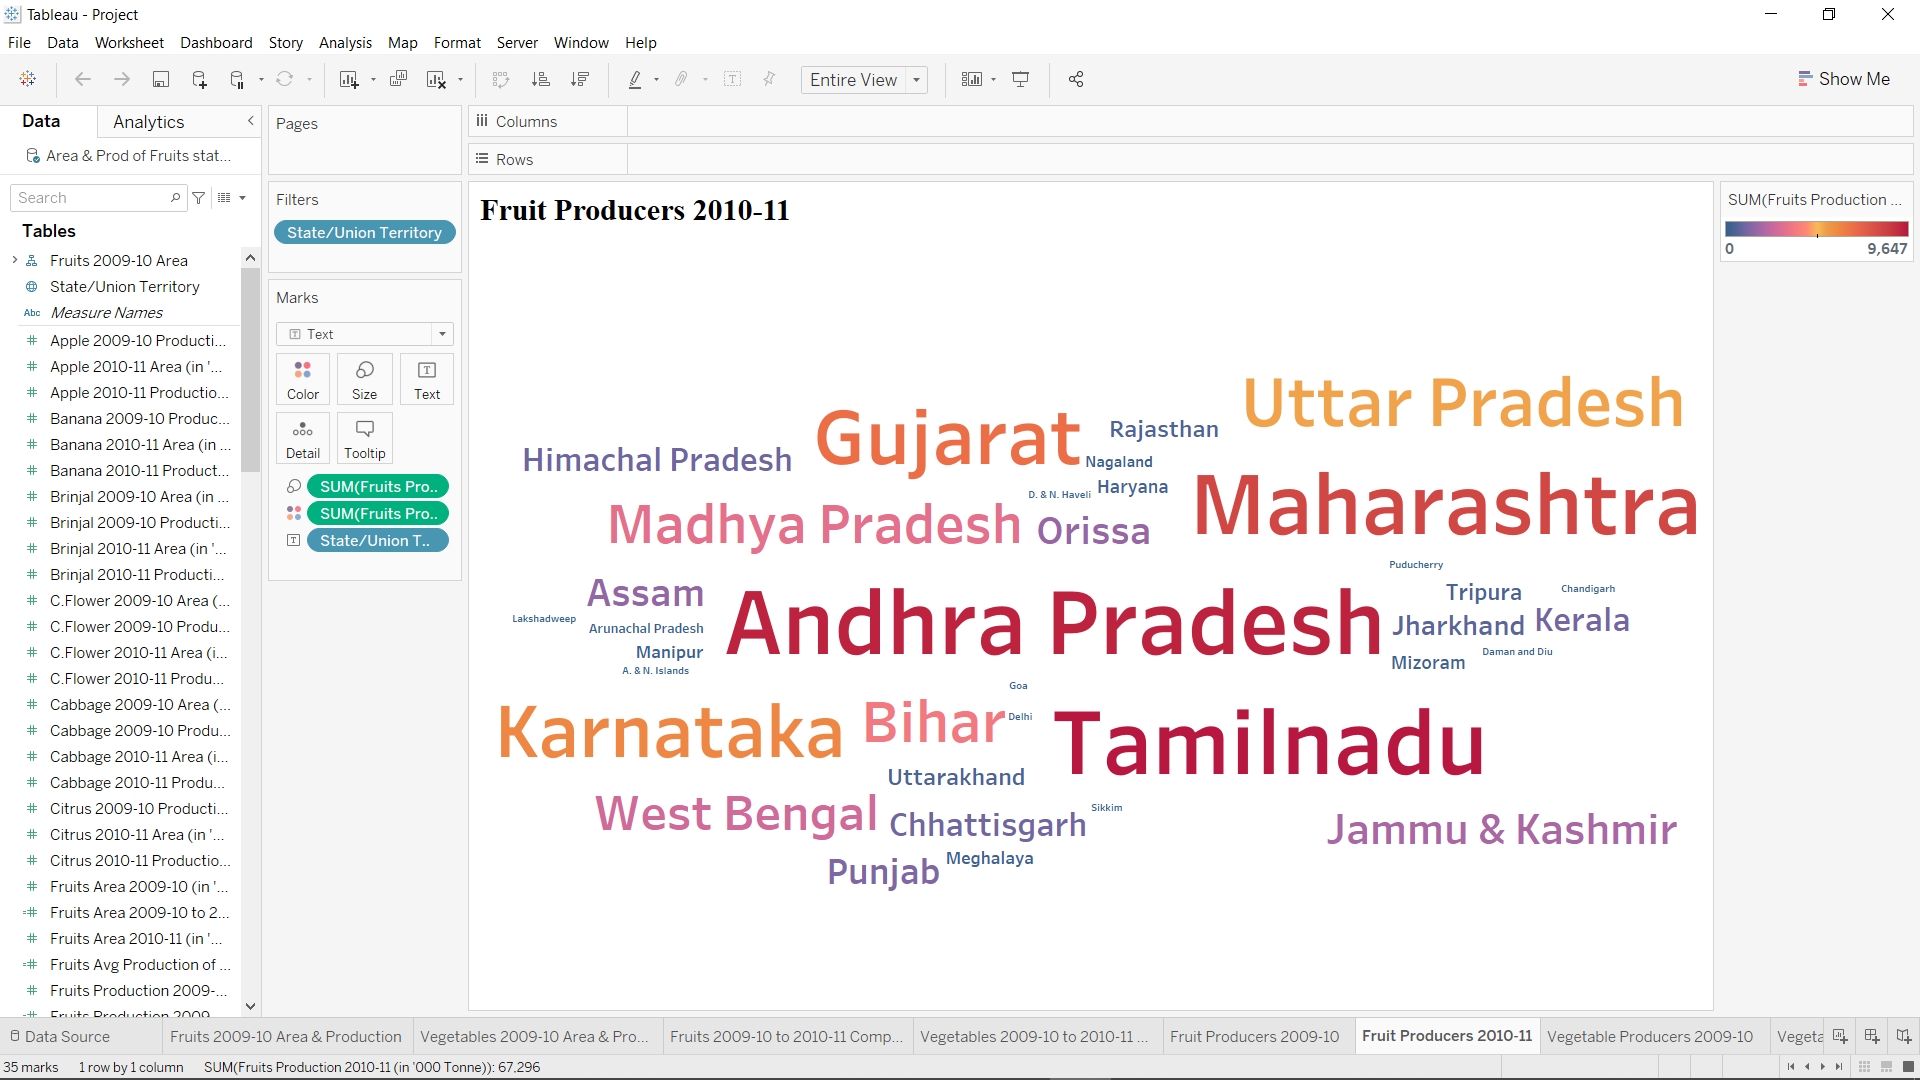 Tableau - Project
File Data Worksheet Dashboard Story Analysis Map Format Server Window Help
Entire View
Show Me
Data Analytics
Area & Prod of Fruits stat...
Search
Tables
Fruits 2009-10 Area
State/Union Territory
Abc Measure Names
Apple 2009-10 Producti...
Apple 2010-11 Area (in '...
Apple 2010-11 Productio...
Banana 2009-10 Produc...
Banana 2010-11 Area (in ...
Banana 2010-11 Product...
Brinjal 2009-10 Area (in ...
Brinjal 2009-10 Producti...
Brinjal 2010-11 Area (in '...
Brinjal 2010-11 Producti...
C.Flower 2009-10 Area (...
C.Flower 2009-10 Produ...
C.Flower 2010-11 Area (i...
C.Flower 2010-11 Produ...
Cabbage 2009-10 Area (...
Cabbage 2009-10 Produ...
Cabbage 2010-11 Area (i...
Cabbage 2010-11 Produ...
Citrus 2009-10 Producti...
Citrus 2010-11 Area (in '...
Citrus 2010-11 Productio...
Fruits Area 2009-10 (in '...
Fruits Area 2009-10 to 2...
Fruits Area 2010-11 (in '...
Fruits Avg Production of ...
Fruits Production 2009-...
Fruits Production 2009
Pages
Filters
State/Union Territory
Marks
Text
Color Size Text
Detail Tooltip
SUM(Fruits Pro..
SUM(Fruits Pro..
State/Union T..
Columns
Rows
Fruit Producers 2010-11
Uttar Pradesh
Gujarat
Rajasthan
Himachal Pradesh
Nagaland
Haryana
D. & N. Haveli
Maharashtra
Madhya Pradesh
Orissa
Puducherry
Assam
Tripura
Chandigarh
Lakshadweep
Arunachal Pradesh
Andhra Pradesh
Jharkhand
Kerala
Manipur
Daman and Diu
Mizoram
A. & N. Islands
Goa
Karnataka
Bihar
Delhi
Tamilnadu
Uttarakhand
West Bengal
Sikkim
Chhattisgarh
Jammu & Kashmir
Meghalaya
Punjab
SUM(Fruits Production ...
0 9,647
Data Source
Fruits 2009-10 Area & Production
Vegetables 2009-10 Area & Pro...
Fruits 2009-10 to 2010-11 Comp...
Vegetables 2009-10 to 2010-11 ...
Fruit Producers 2009-10
Fruit Producers 2010-11
Vegetable Producers 2009-10
Vegeta
35 marks 1 row by 1 column SUM(Fruits Production 2010-11 (in '000 Tonne)): 67,296